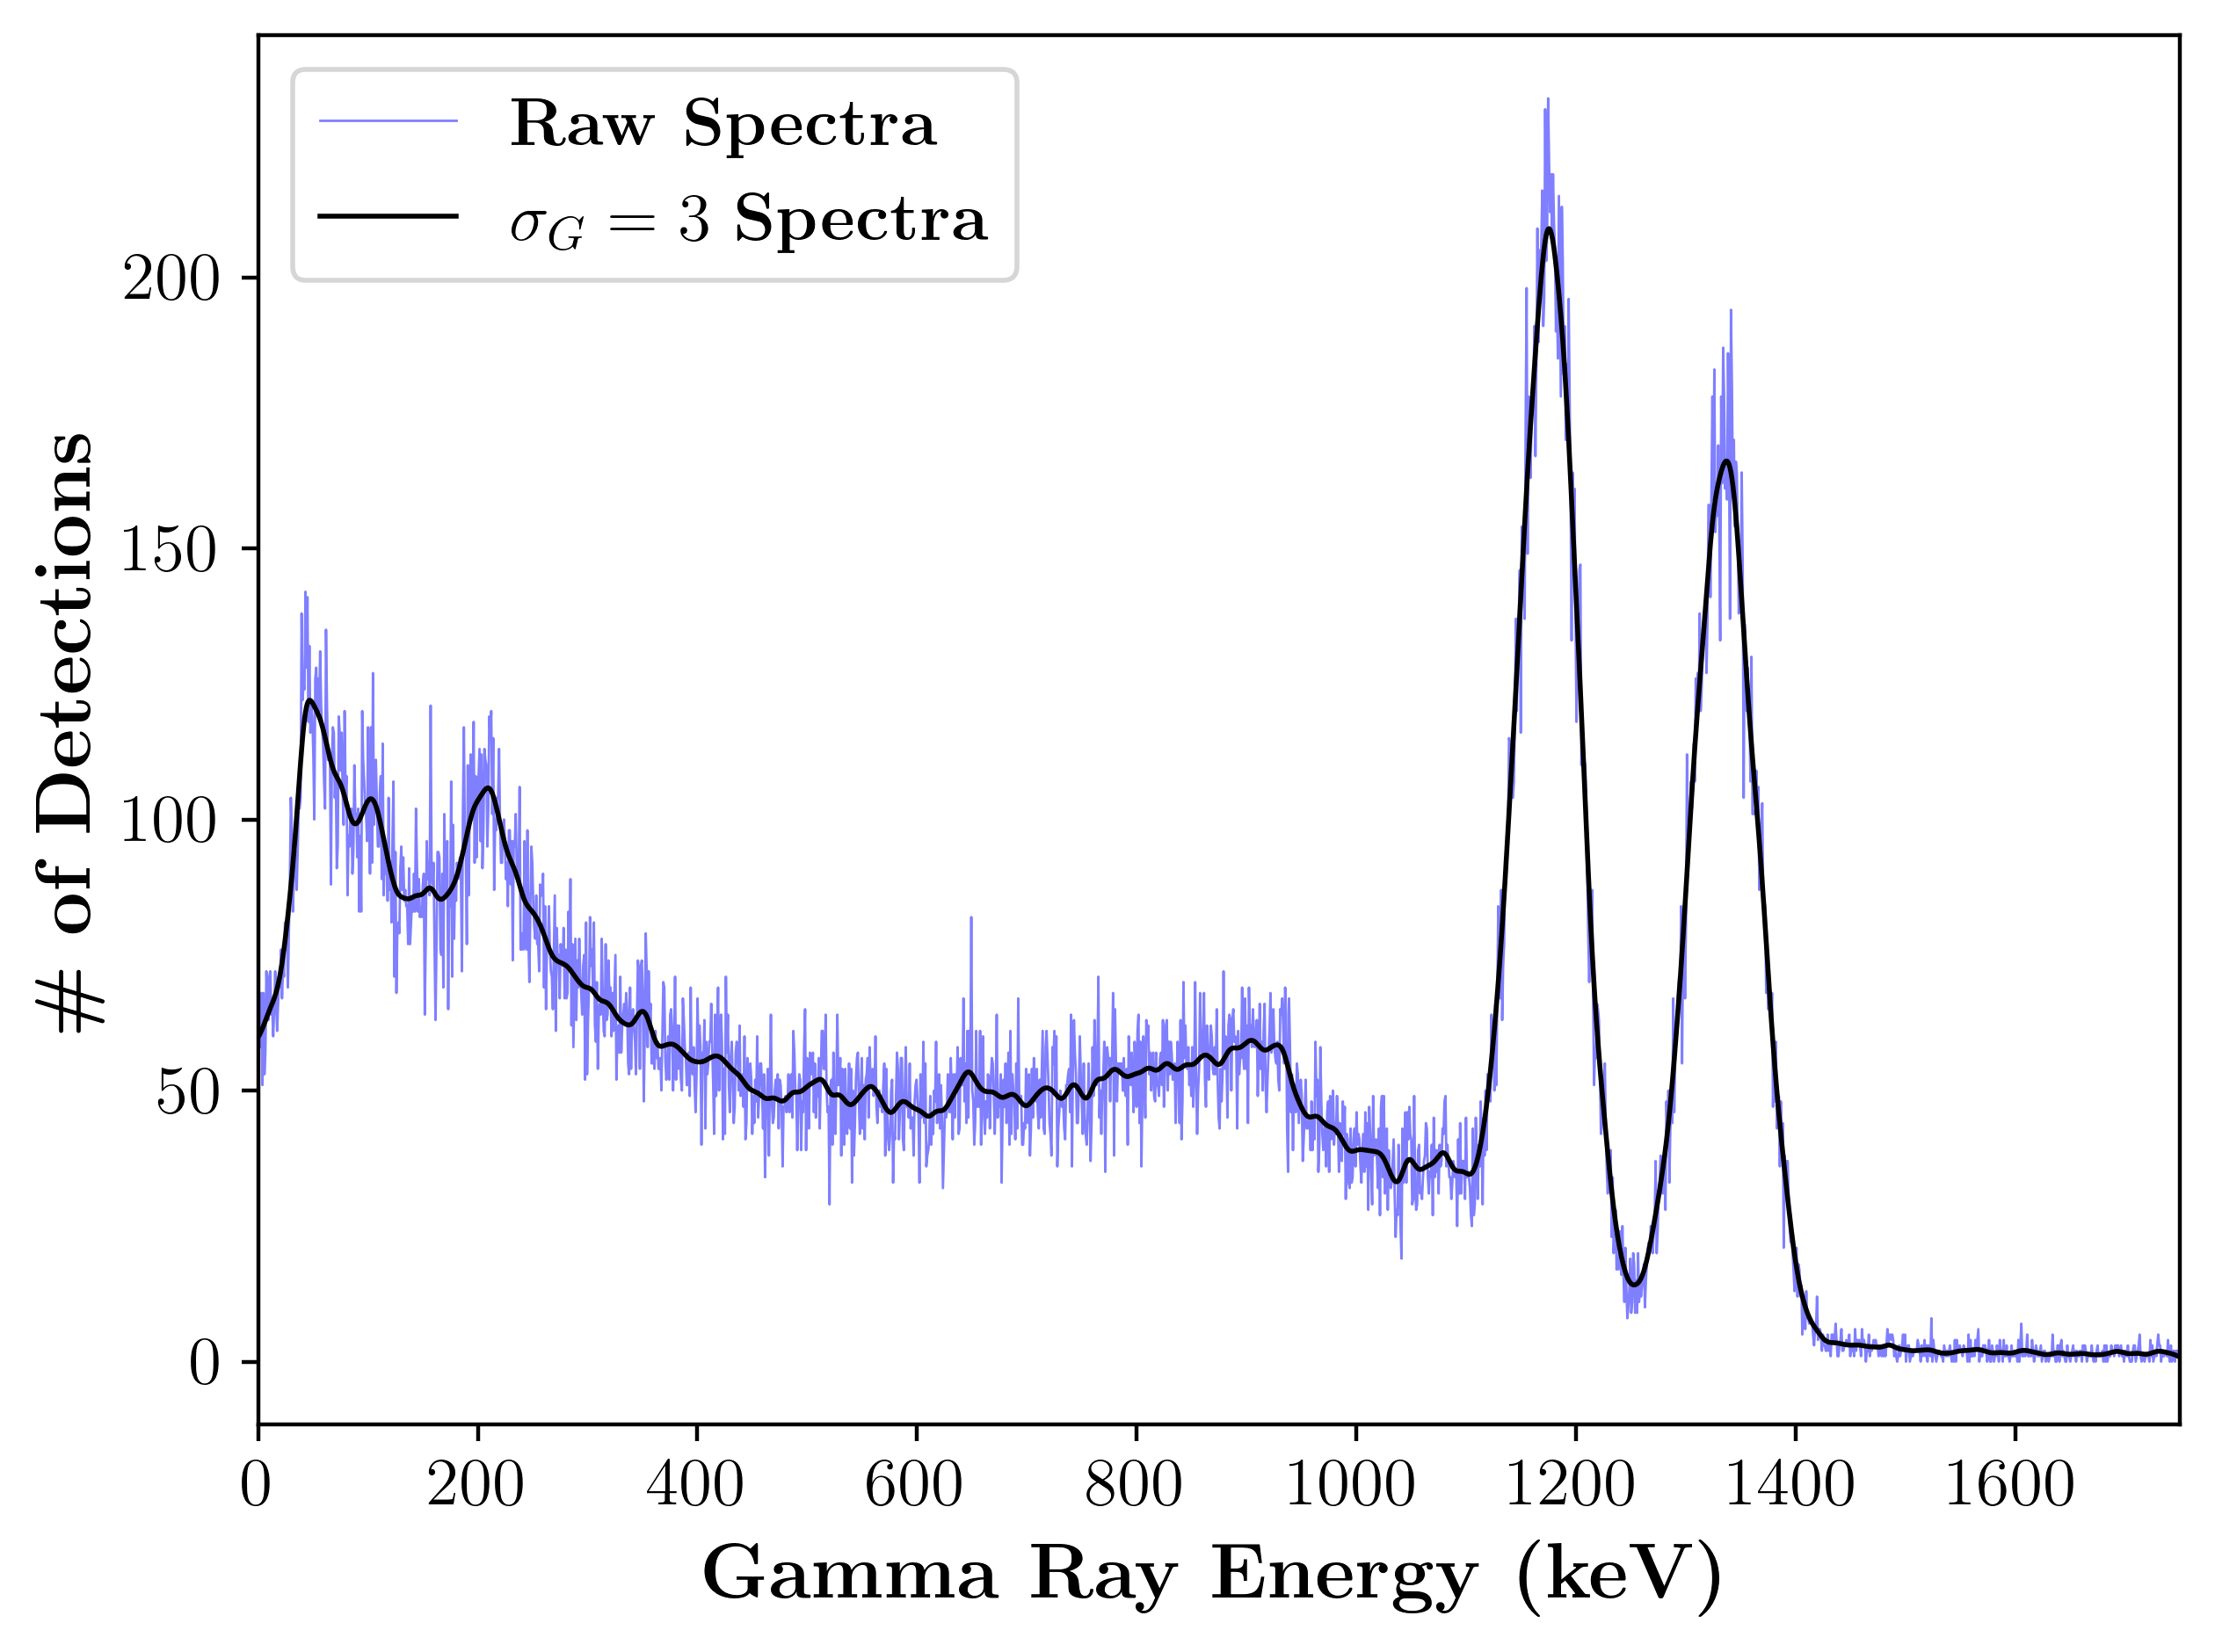 Raw Spectra
σG = 3 Spectra
# of Detections
200
150
100
50
0
0 200 400 600 800 1000 1200 1400 1600
Gamma Ray Energy (keV)